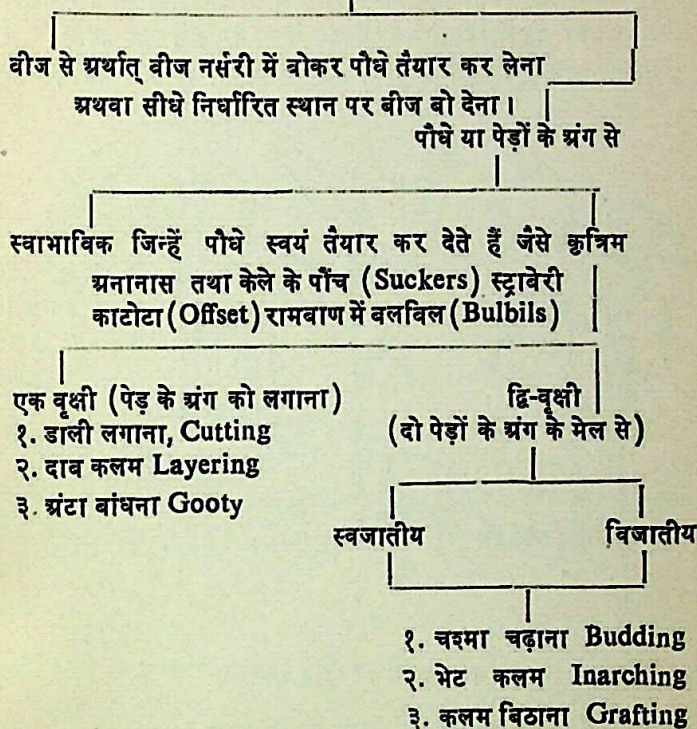 वीज से अर्थात् वीज नर्सरी में बोकर पौधे तैयार कर लेना
अथवा सीधे निर्धारित स्थान पर बीज बो देना ।
पौधे या पेड़ों के अंग से
स्वाभाविक जिन्हें पौधे स्वयं तैयार कर देते हैं जैसे कृत्रिम
अनानास तथा केले के पौंच (Suckers) स्ट्रावेरी
काटोटा (Offset) रामबाण में बलविल (Bulbils)
एक वृक्षी (पेड़ के अंग को लगाना)
१. डाली लगाना, Cutting
२. दाब कलम Layering
३. अंटा बांधना Gooty
द्वि-वृक्षी
(दो पेड़ों के अंग के मेल से)
स्वजातीय विजातीय
१. चश्मा चढ़ाना Budding
२. भेट कलम Inarching
३. कलम बिठाना Grafting